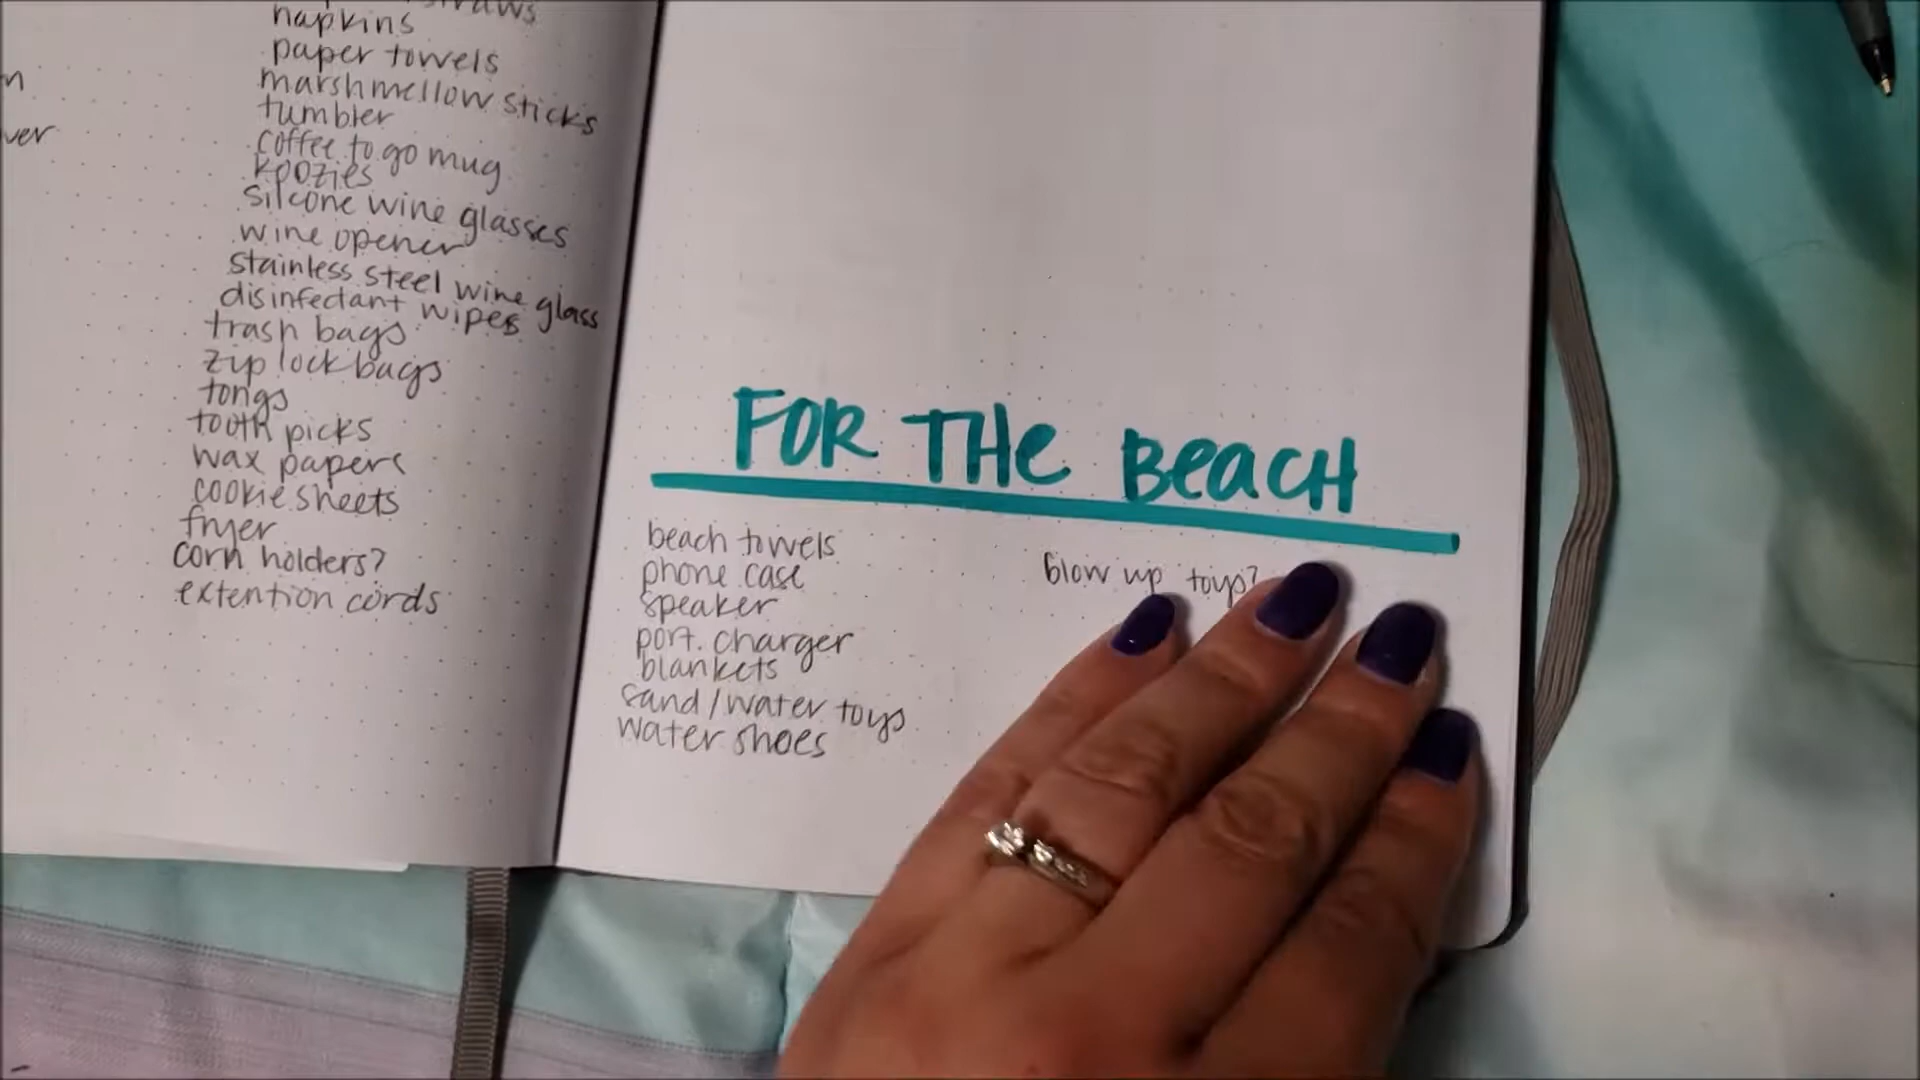 straws
napkins
paper towels
marshmellow sticks
tumbler
coffee to go mug
koozies
silcone wine glasses
wine opener
stainless steel wine glass
disinfectant wipes
trash bags
zip lock bags
tongs
tooth picks
wax papers
cookie sheets
fryer
corn holders?
extention cords
FOR THe BeacH
beach towels
phone case
speaker
port. charger
blankets
sand/water toys
water shoes
blow up toys?